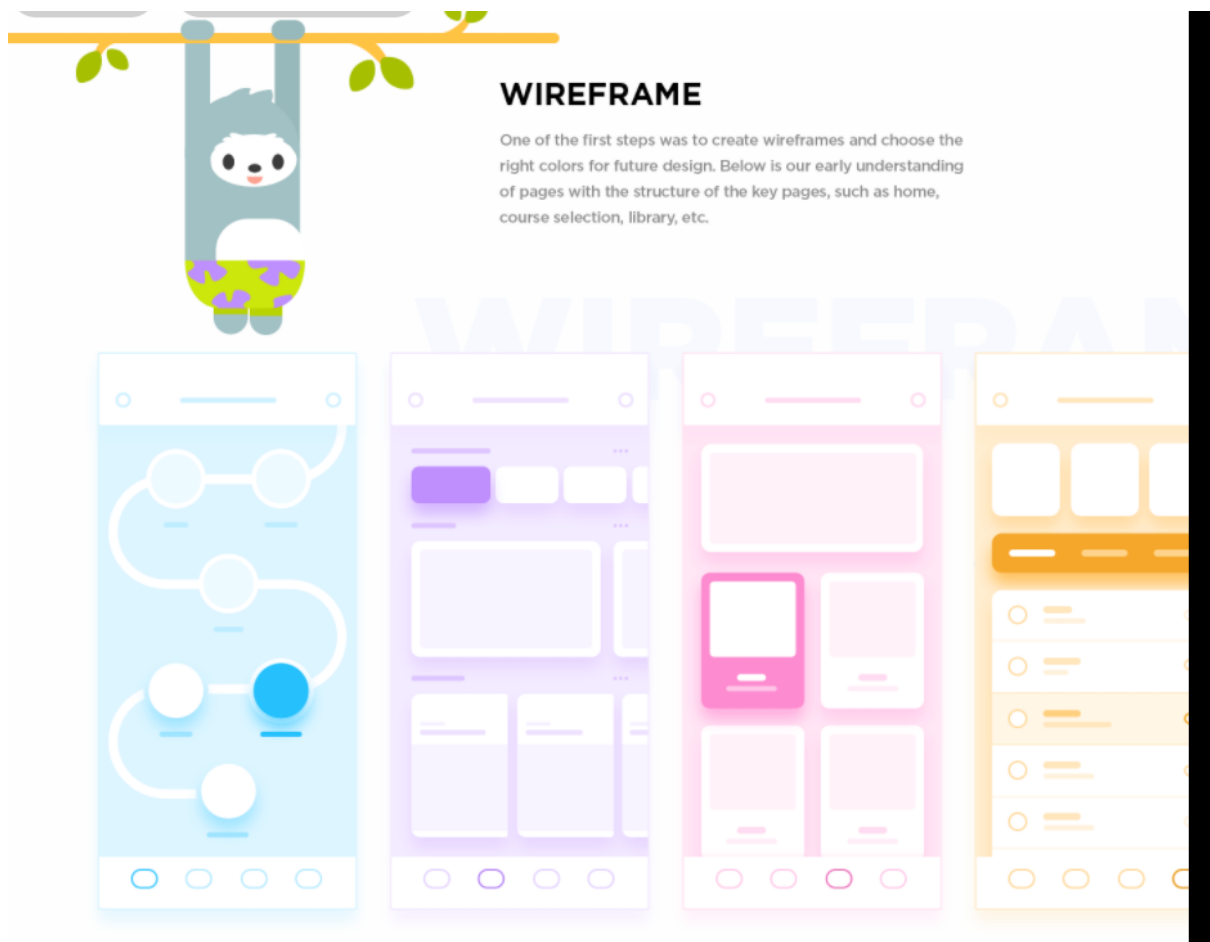 WIREFRAME
One of the first steps was to create wireframes and choose the
right colors for future design. Below is our early understanding
of pages with the structure of the key pages, such as home,
course selection, library, etc.